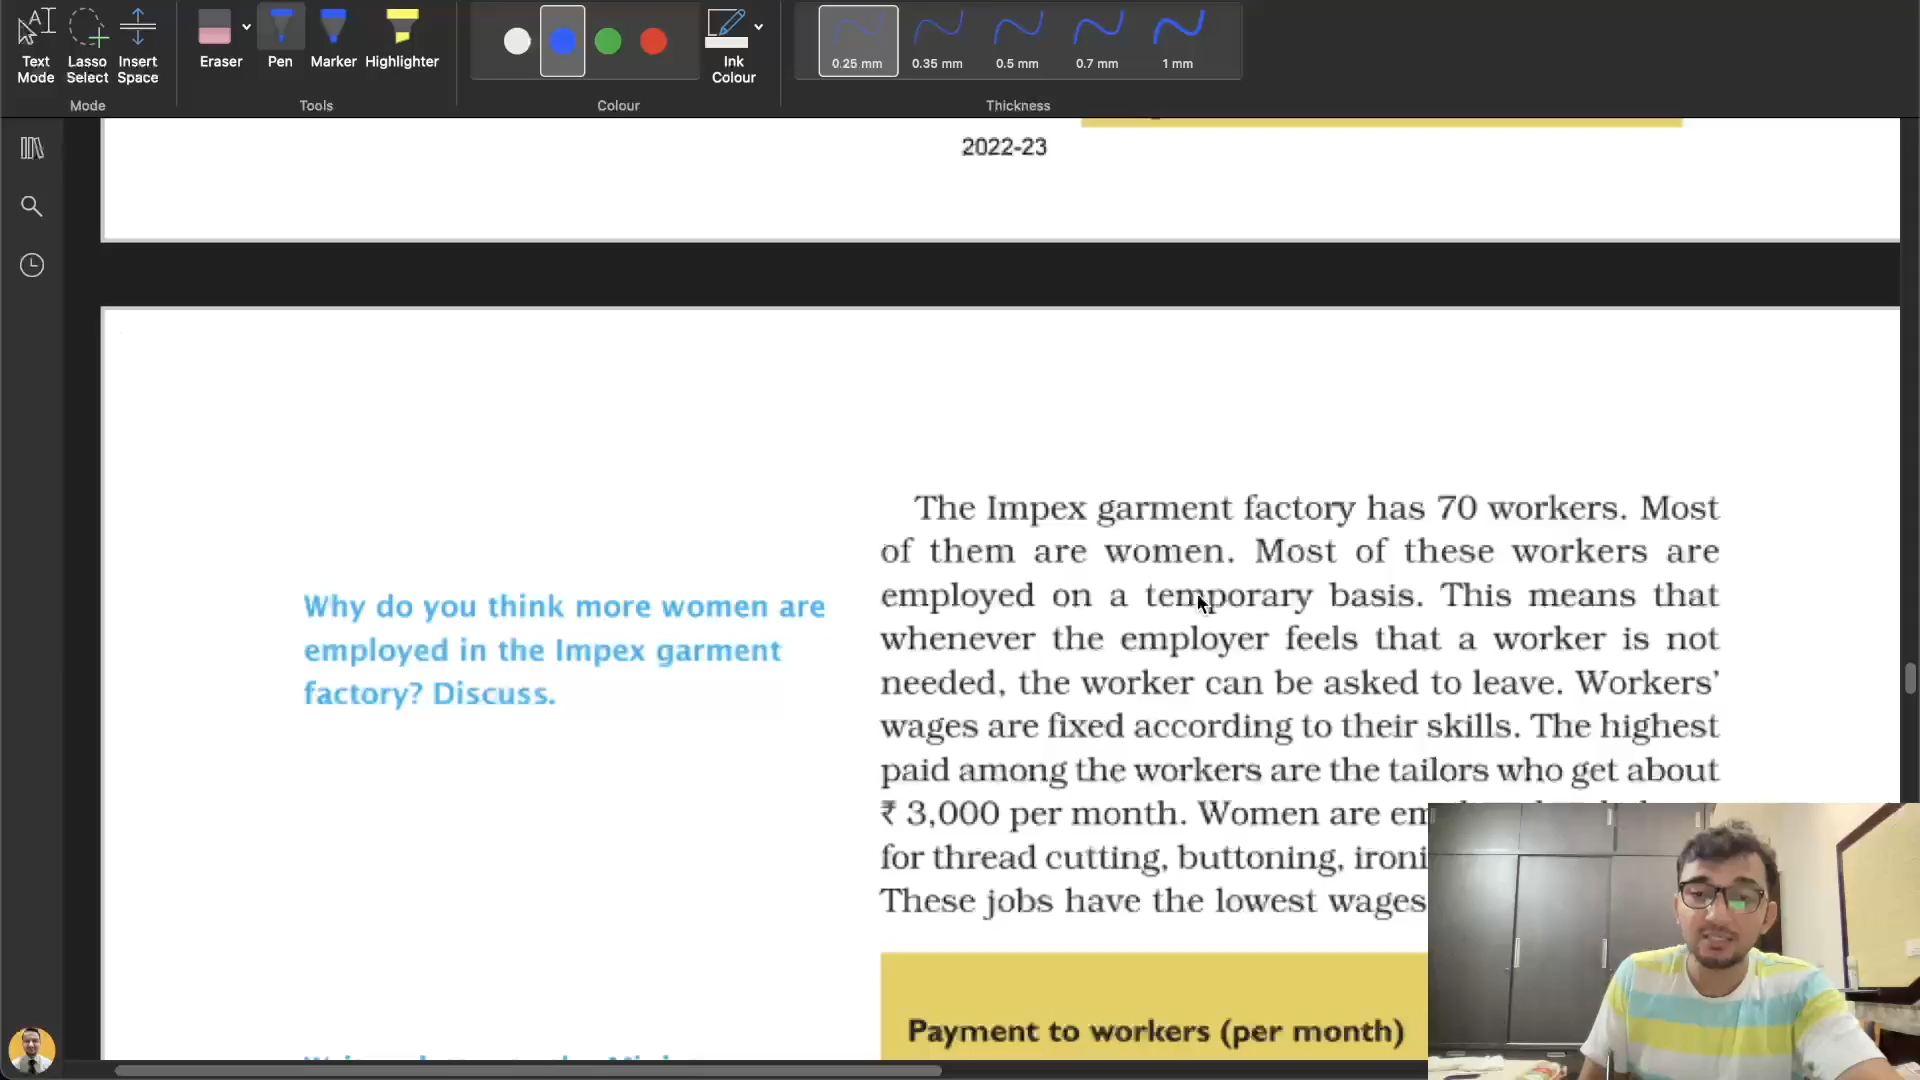 Text Mode
Lasso Select
Insert Space
Eraser
Pen
Marker
Highlighter
Ink Colour
0.25 mm
0.35 mm
0.5 mm
0.7 mm
1 mm
Mode
Tools
Colour
Thickness
2022-23
Why do you think more women are
employed in the Impex garment
factory? Discuss.
The Impex garment factory has 70 workers. Most
of them are women. Most of these workers are
employed on a temporary basis. This means that
whenever the employer feels that a worker is not
needed, the worker can be asked to leave. Workers’
wages are fixed according to their skills. The highest
paid among the workers are the tailors who get about
₹ 3,000 per month. Women are
for thread cutting, buttoning,
These jobs have the lowest wages
Payment to workers (per month)